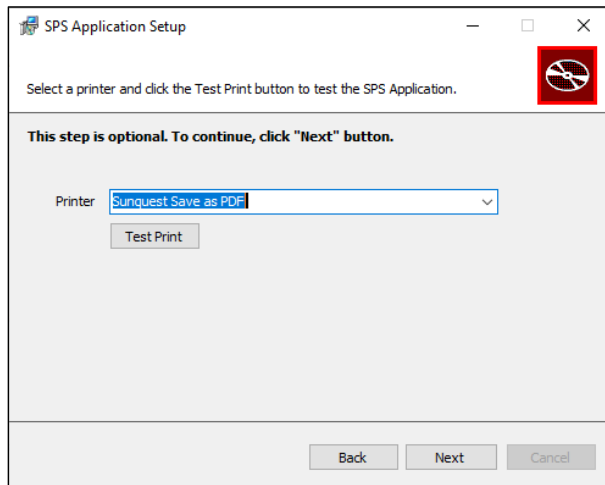 SPS Application Setup
Select a printer and click the Test Print button to test the SPS Application.
This step is optional. To continue, click "Next" button.
Printer
Sunquest Save as PDF
Test Print
Back
Next
Cancel